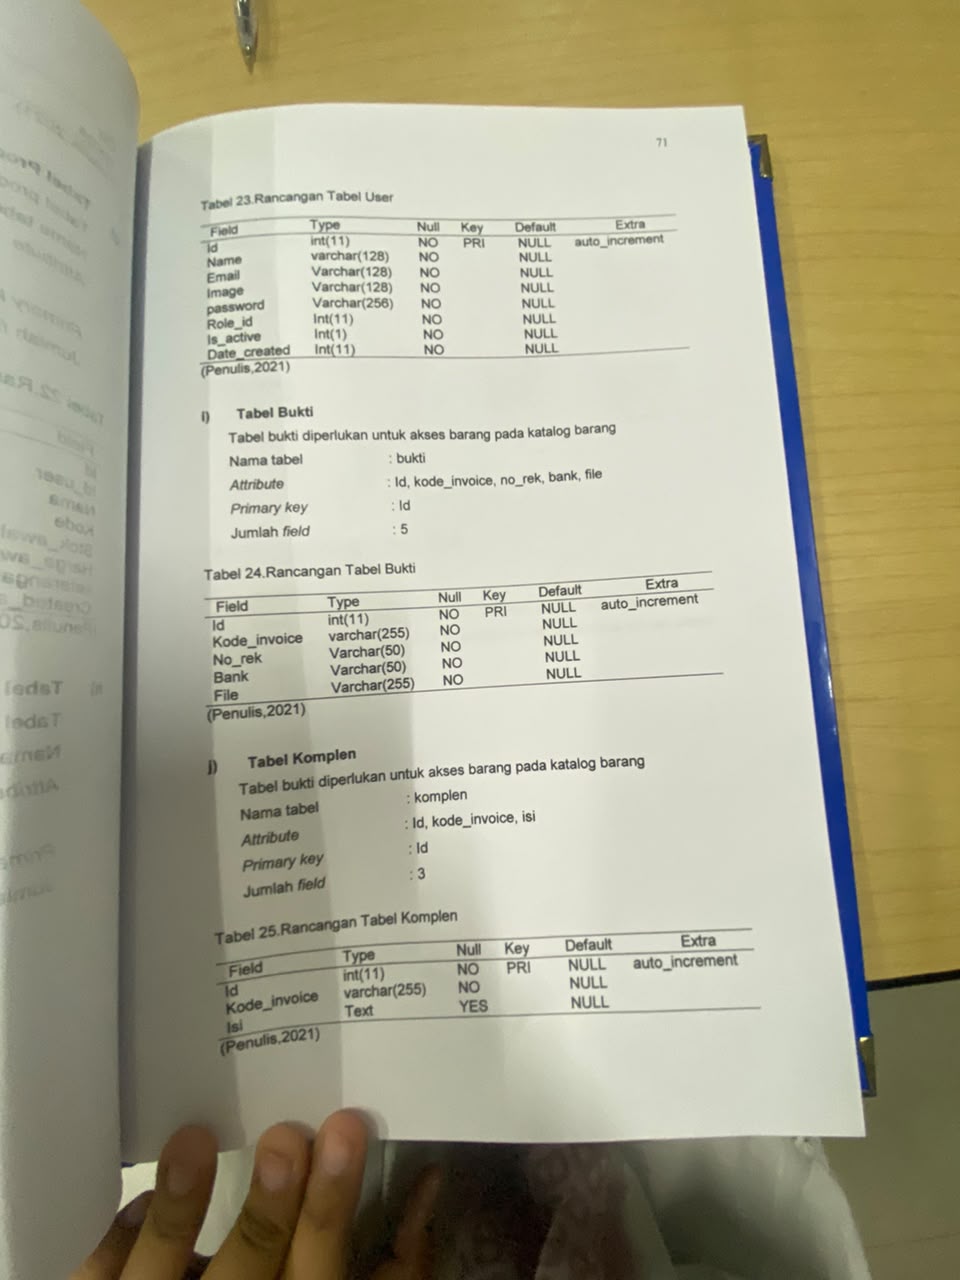 71
Tabel 23.Rancangan Tabel User
Field Type Null Key Default Extra
Id int(11) NO PRI NULL auto_increment
Name varchar(128) NO NULL
Email Varchar(128) NO NULL
Image Varchar(128) NO NULL
password Varchar(256) NO NULL
Role_id Int(11) NO NULL
Is_active Int(1) NO NULL
Date_created Int(11) NO NULL
(Penulis,2021)
i) Tabel Bukti
Tabel bukti diperlukan untuk akses barang pada katalog barang
Nama tabel : bukti
Attribute : Id, kode_invoice, no_rek, bank, file
Primary key : Id
Jumlah field : 5
Tabel 24.Rancangan Tabel Bukti
Field Type Null Key Default Extra
Id int(11) NO PRI NULL auto_increment
Kode_invoice varchar(255) NO NULL
No_rek Varchar(50) NO NULL
Bank Varchar(50) NO NULL
File Varchar(255) NO NULL
(Penulis,2021)
j) Tabel Komplen
Tabel bukti diperlukan untuk akses barang pada katalog barang
Nama tabel : komplen
Attribute : Id, kode_invoice, isi
Primary key : Id
Jumlah field : 3
Tabel 25.Rancangan Tabel Komplen
Field Type Null Key Default Extra
Id int(11) NO PRI NULL auto_increment
Kode_invoice varchar(255) NO NULL
Isi Text YES NULL
(Penulis,2021)